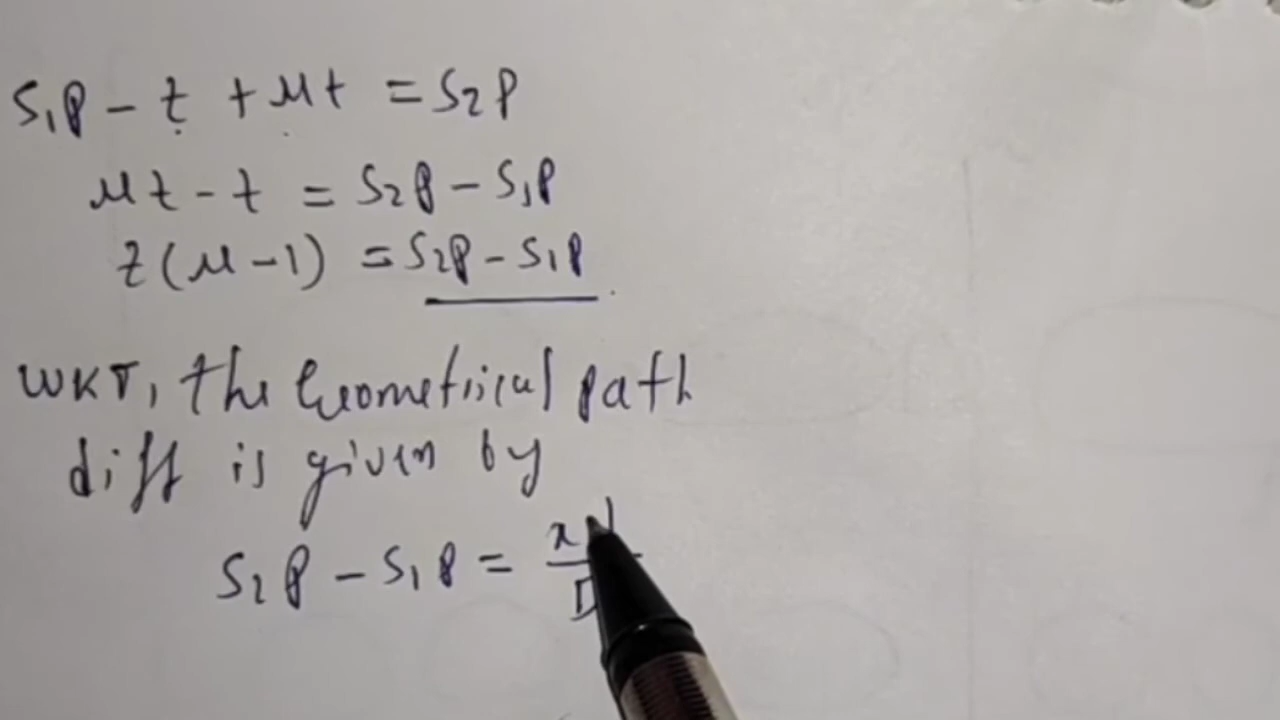 S₁P - t + μt = S₂P
μt - t = S₂P - S₁P
t(μ-1) = S₂P - S₁P
WKT, the Geometrical path
diff is given by
S₂P - S₁P =